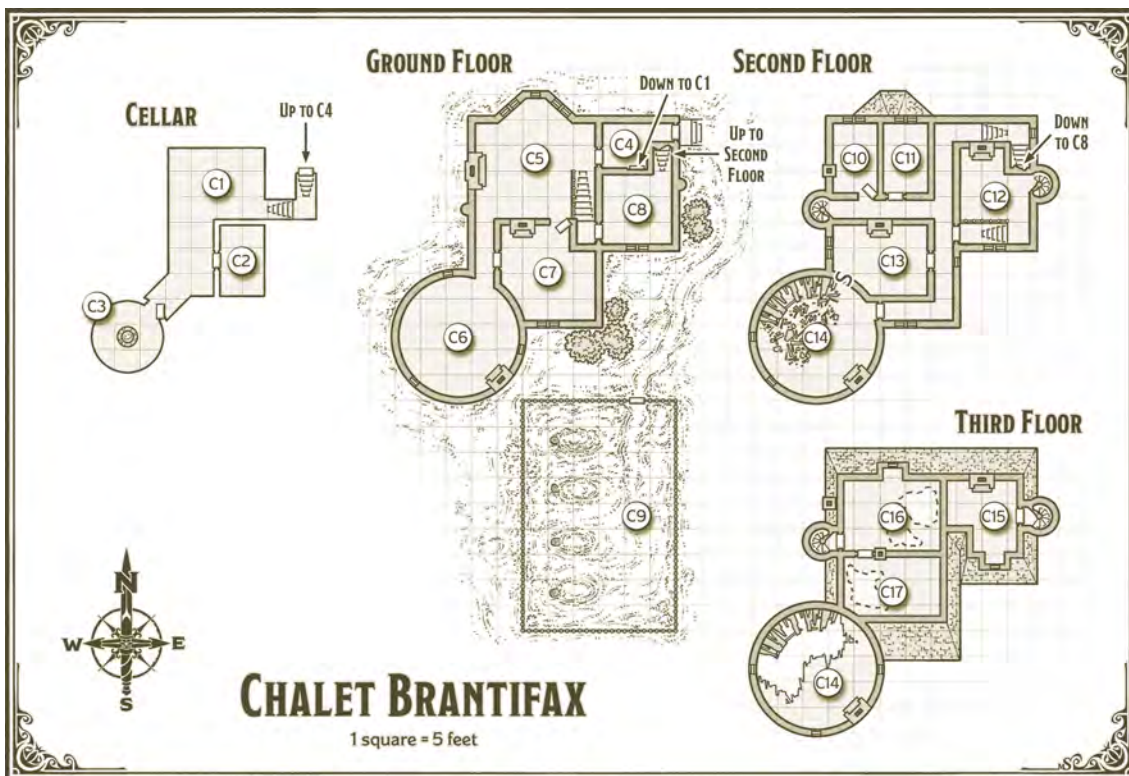 GROUND FLOOR
SECOND FLOOR
DOWN TO C1
CELLAR
UP TO C4
UP TO
SECOND
FLOOR
DOWN
TO C8
C4
C5
C10
C11
C1
C8
C12
C2
C7
C13
C3
C6
C14
THIRD FLOOR
C9
C16
C15
C17
C14
N
W
E
S
CHALET BRANTIFAX
1 square = 5 feet
S